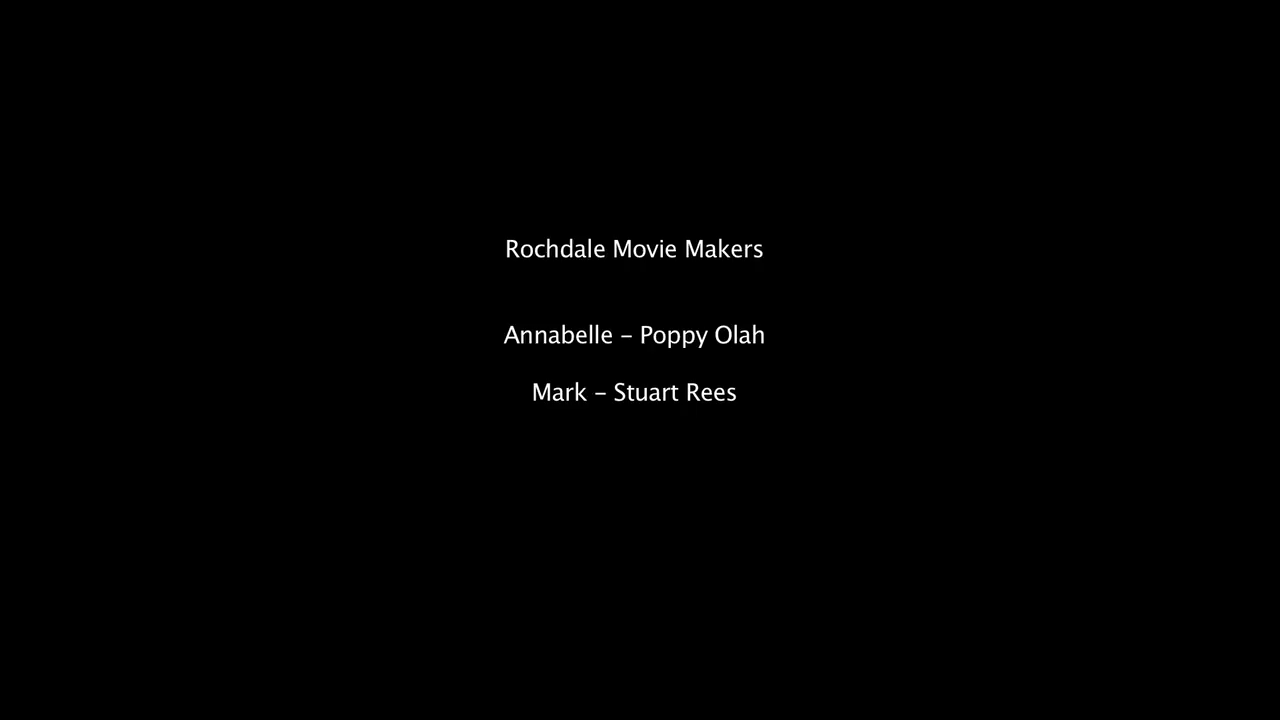 Rochdale Movie Makers
Annabelle – Poppy Olah
Mark – Stuart Rees